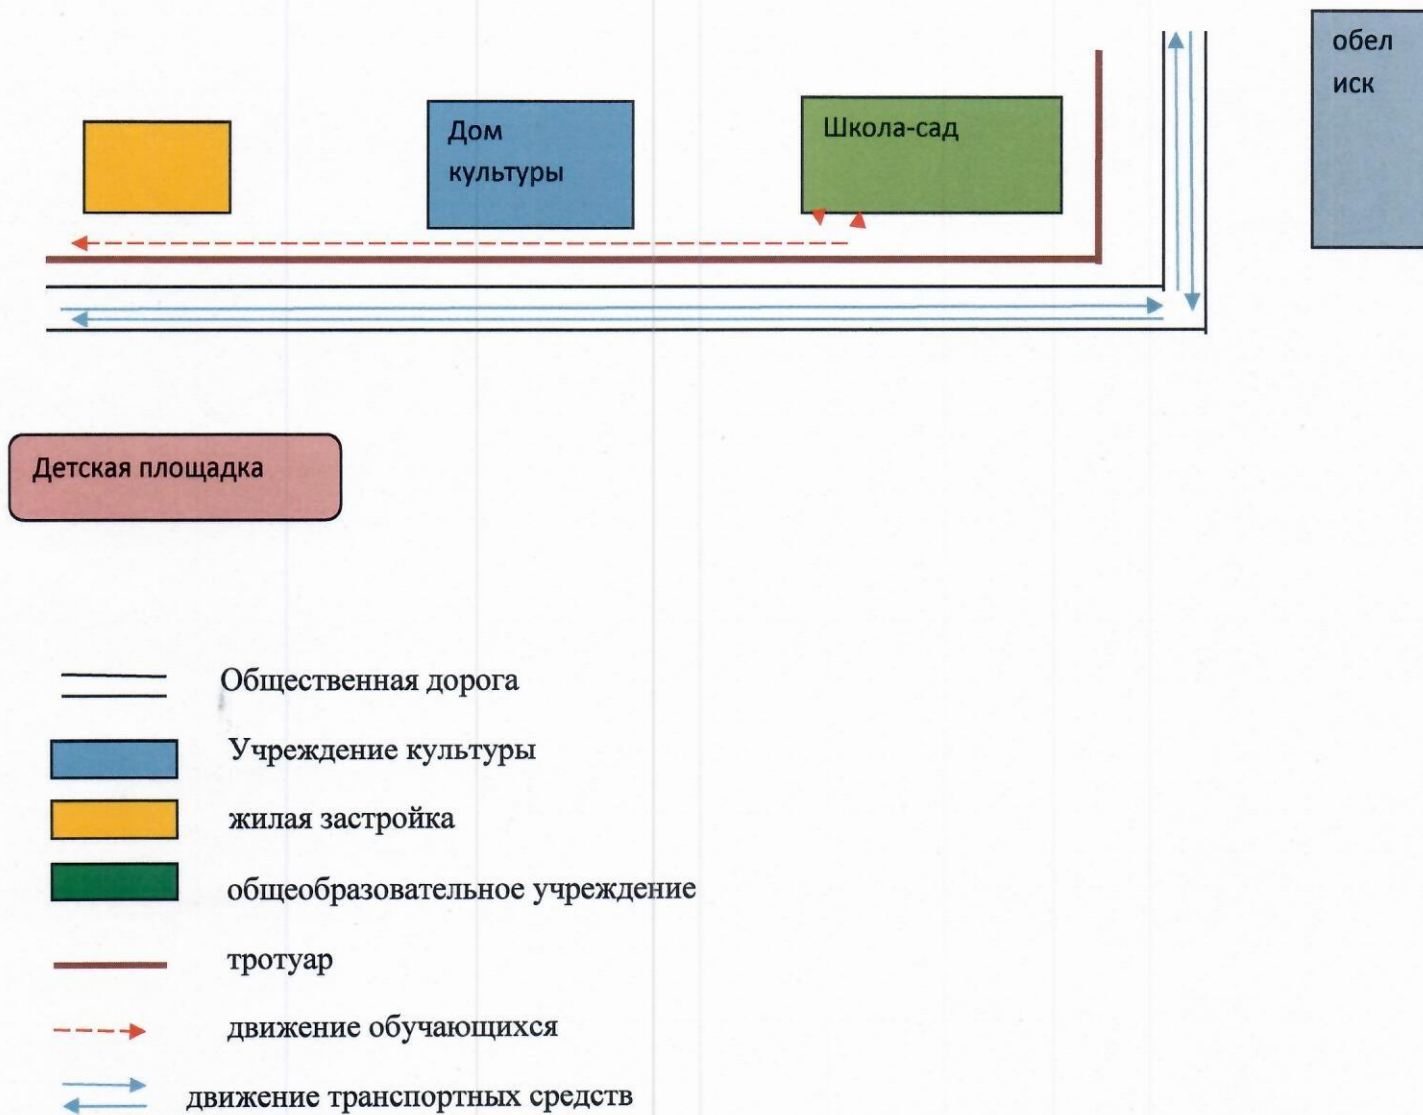 обел
иск
Дом
культуры
Школа-сад
Детская площадка
Общественная дорога
Учреждение культуры
жилая застройка
общеобразовательное учреждение
тротуар
движение обучающихся
движение транспортных средств